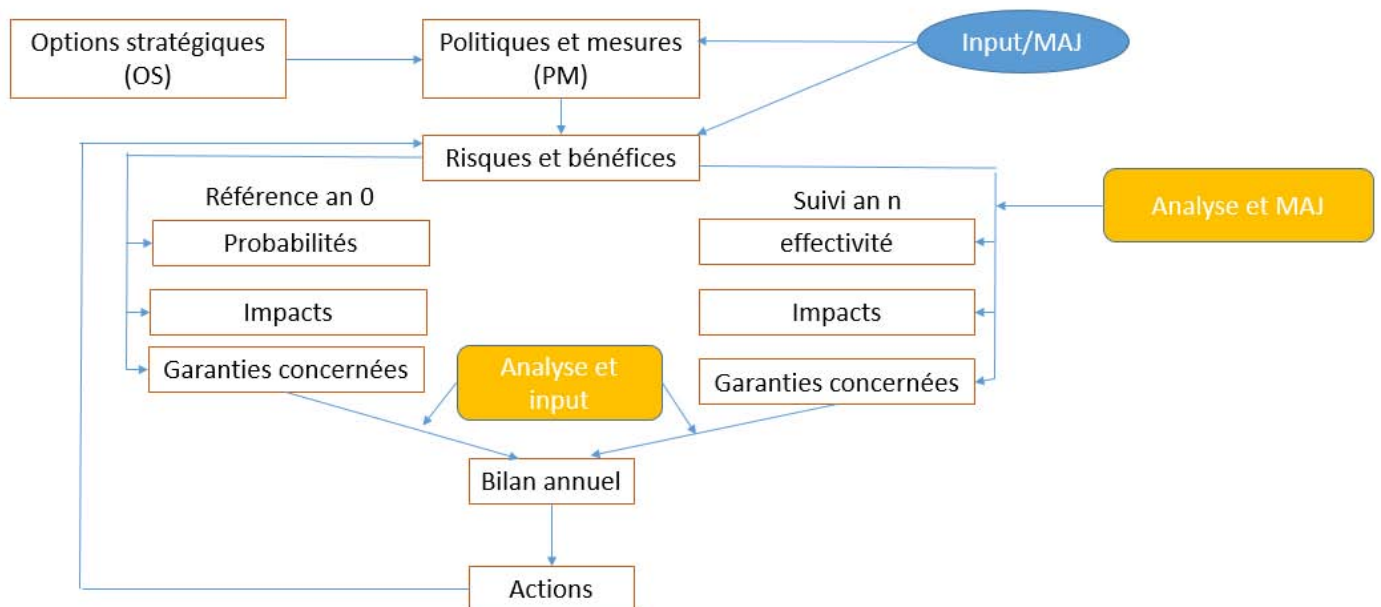 Options stratégiques
(OS)
Politiques et mesures
(PM)
Input/MAJ
Risques et bénéfices
Référence an 0
Suivi an n
Analyse et MAJ
Probabilités
effectivité
Impacts
Impacts
Garanties concernées
Analyse et
input
Garanties concernées
Bilan annuel
Actions